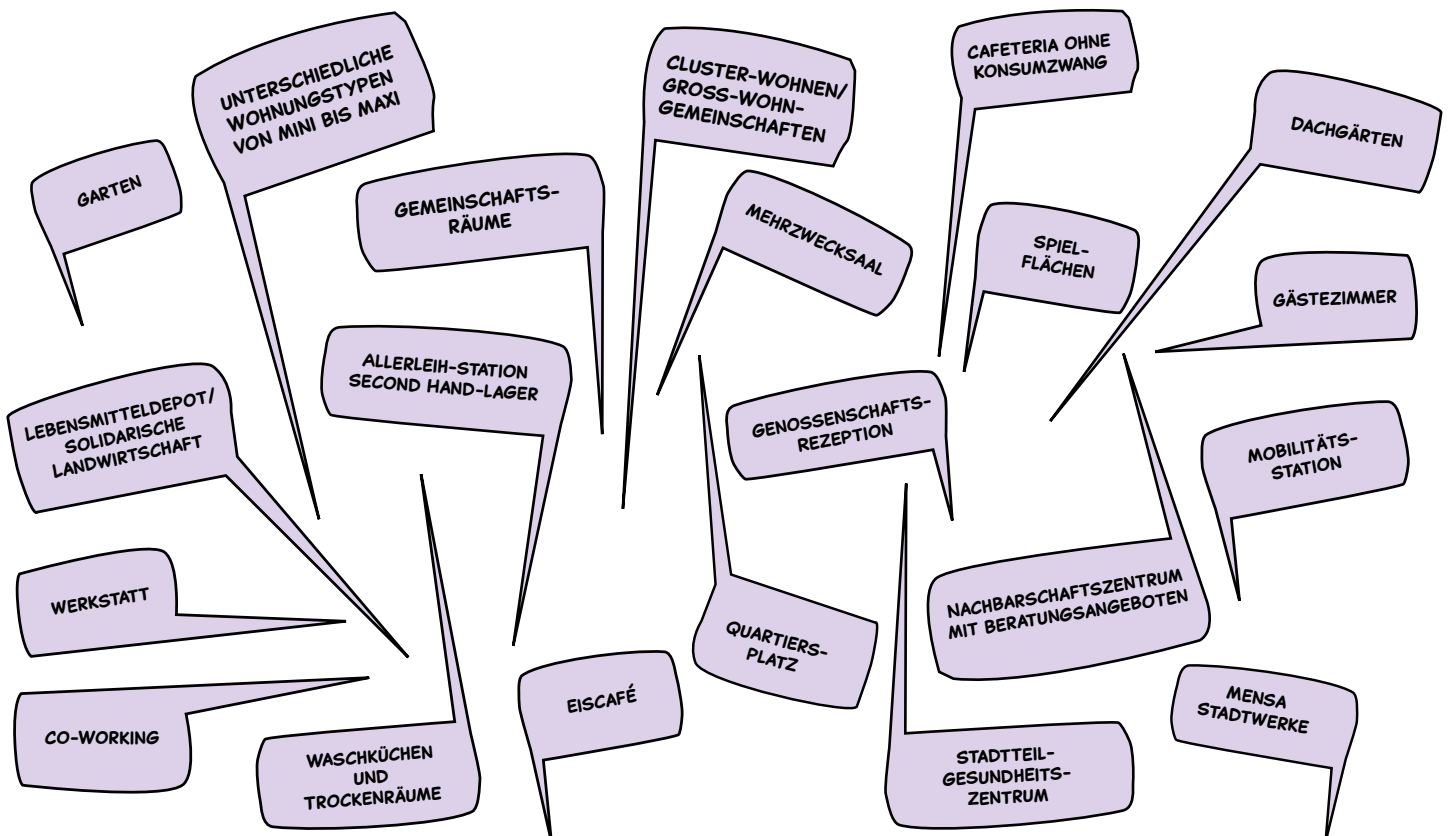 UNTERSCHIEDLICHE
WOHNUNGSTYPEN
VON MINI BIS MAXI
CLUSTER-WOHNEN/
GROSS-WOHN-
GEMEINSCHAFTEN
CAFETERIA OHNE
KONSUMZWANG
DACHGÄRTEN
GARTEN
GEMEINSCHAFTS-
RÄUME
MEHRZWECKSAAL
SPIEL-
FLÄCHEN
GÄSTEZIMMER
ALLERLEIH-STATION
SECOND HAND-LAGER
LEBENSMITTELDEPOT/
SOLIDARISCHE
LANDWIRTSCHAFT
GENOSSENSCHAFTS-
REZEPTION
MOBILITÄTS-
STATION
WERKSTATT
NACHBARSCHAFTSZENTRUM
MIT BERATUNGSANGEBOTEN
QUARTIERS-
PLATZ
EISCAFÉ
MENSA
STADTWERKE
CO-WORKING
WASCHKÜCHEN
UND
TROCKENRÄUME
STADTTEIL-
GESUNDHEITS-
ZENTRUM